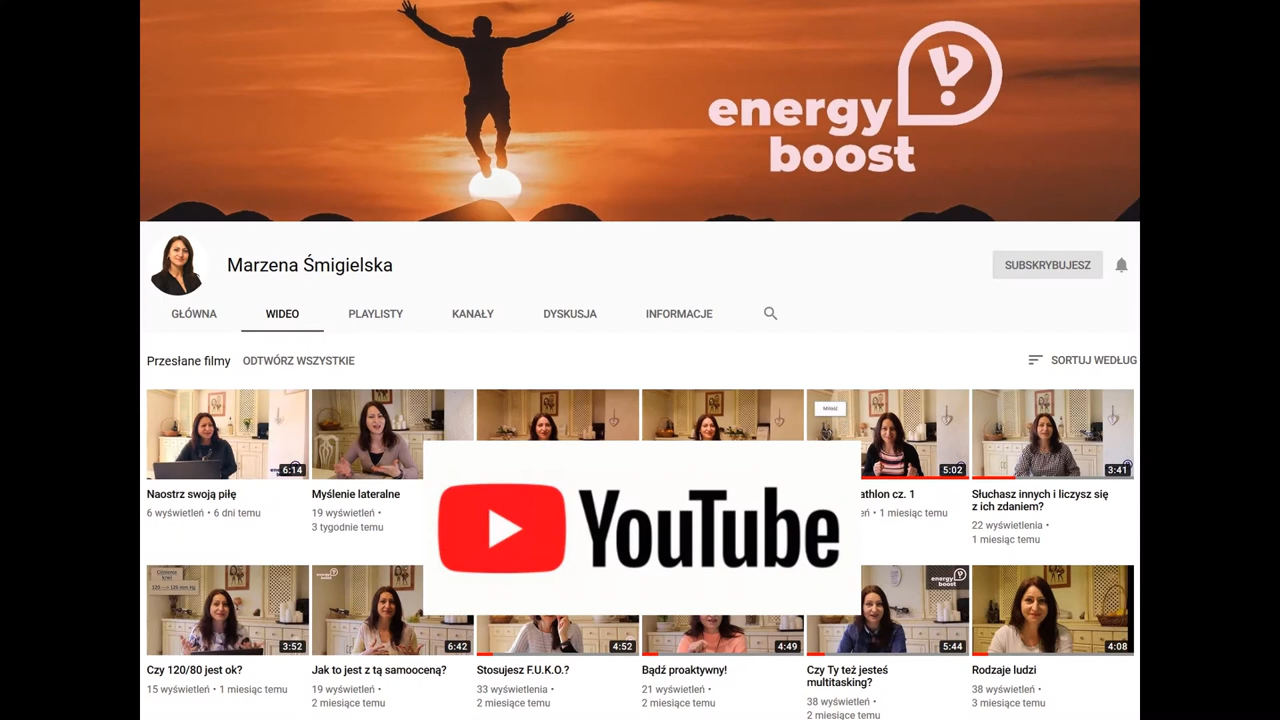 energy
boost
Marzena Śmigielska
SUBSKRYBUJESZ
GŁÓWNA
WIDEO
PLAYLISTY
KANAŁY
DYSKUSJA
INFORMACJE
Przesłane filmy
ODTWÓRZ WSZYSTKIE
SORTUJ WEDŁUG
6:14
Miłość
5:02
3:41
Naostrz swoją piłę
6 wyświetleń • 6 dni temu
Myślenie lateralne
19 wyświetleń •
3 tygodnie temu
athlon cz. 1
eń • 1 miesiąc temu
Słuchasz innych i liczysz się
z ich zdaniem?
22 wyświetlenia •
1 miesiąc temu
YouTube
Ciśnienie
krwi
3:52
6:42
4:52
4:49
energy
boost
5:44
4:08
Czy 120/80 jest ok?
15 wyświetleń • 1 miesiąc temu
Jak to jest z tą samooceną?
19 wyświetleń •
2 miesiące temu
Stosujesz F.U.K.O.?
33 wyświetlenia •
2 miesiące temu
Bądź proaktywny!
21 wyświetleń •
2 miesiące temu
Czy Ty też jesteś
multitasking?
38 wyświetleń •
2 miesiące temu
Rodzaje ludzi
38 wyświetleń •
3 miesiące temu